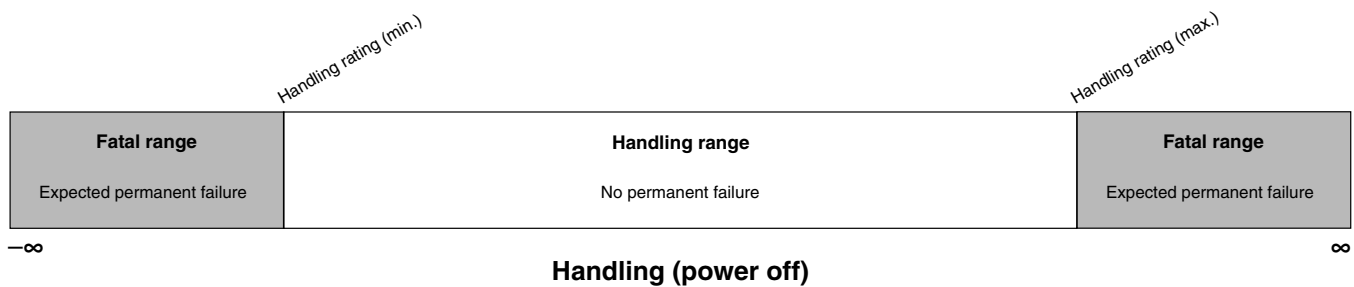 Handling rating (min.)
Handling rating (max.)
Fatal range
Handling range
Fatal range
Expected permanent failure
No permanent failure
Expected permanent failure
–∞
∞
Handling (power off)